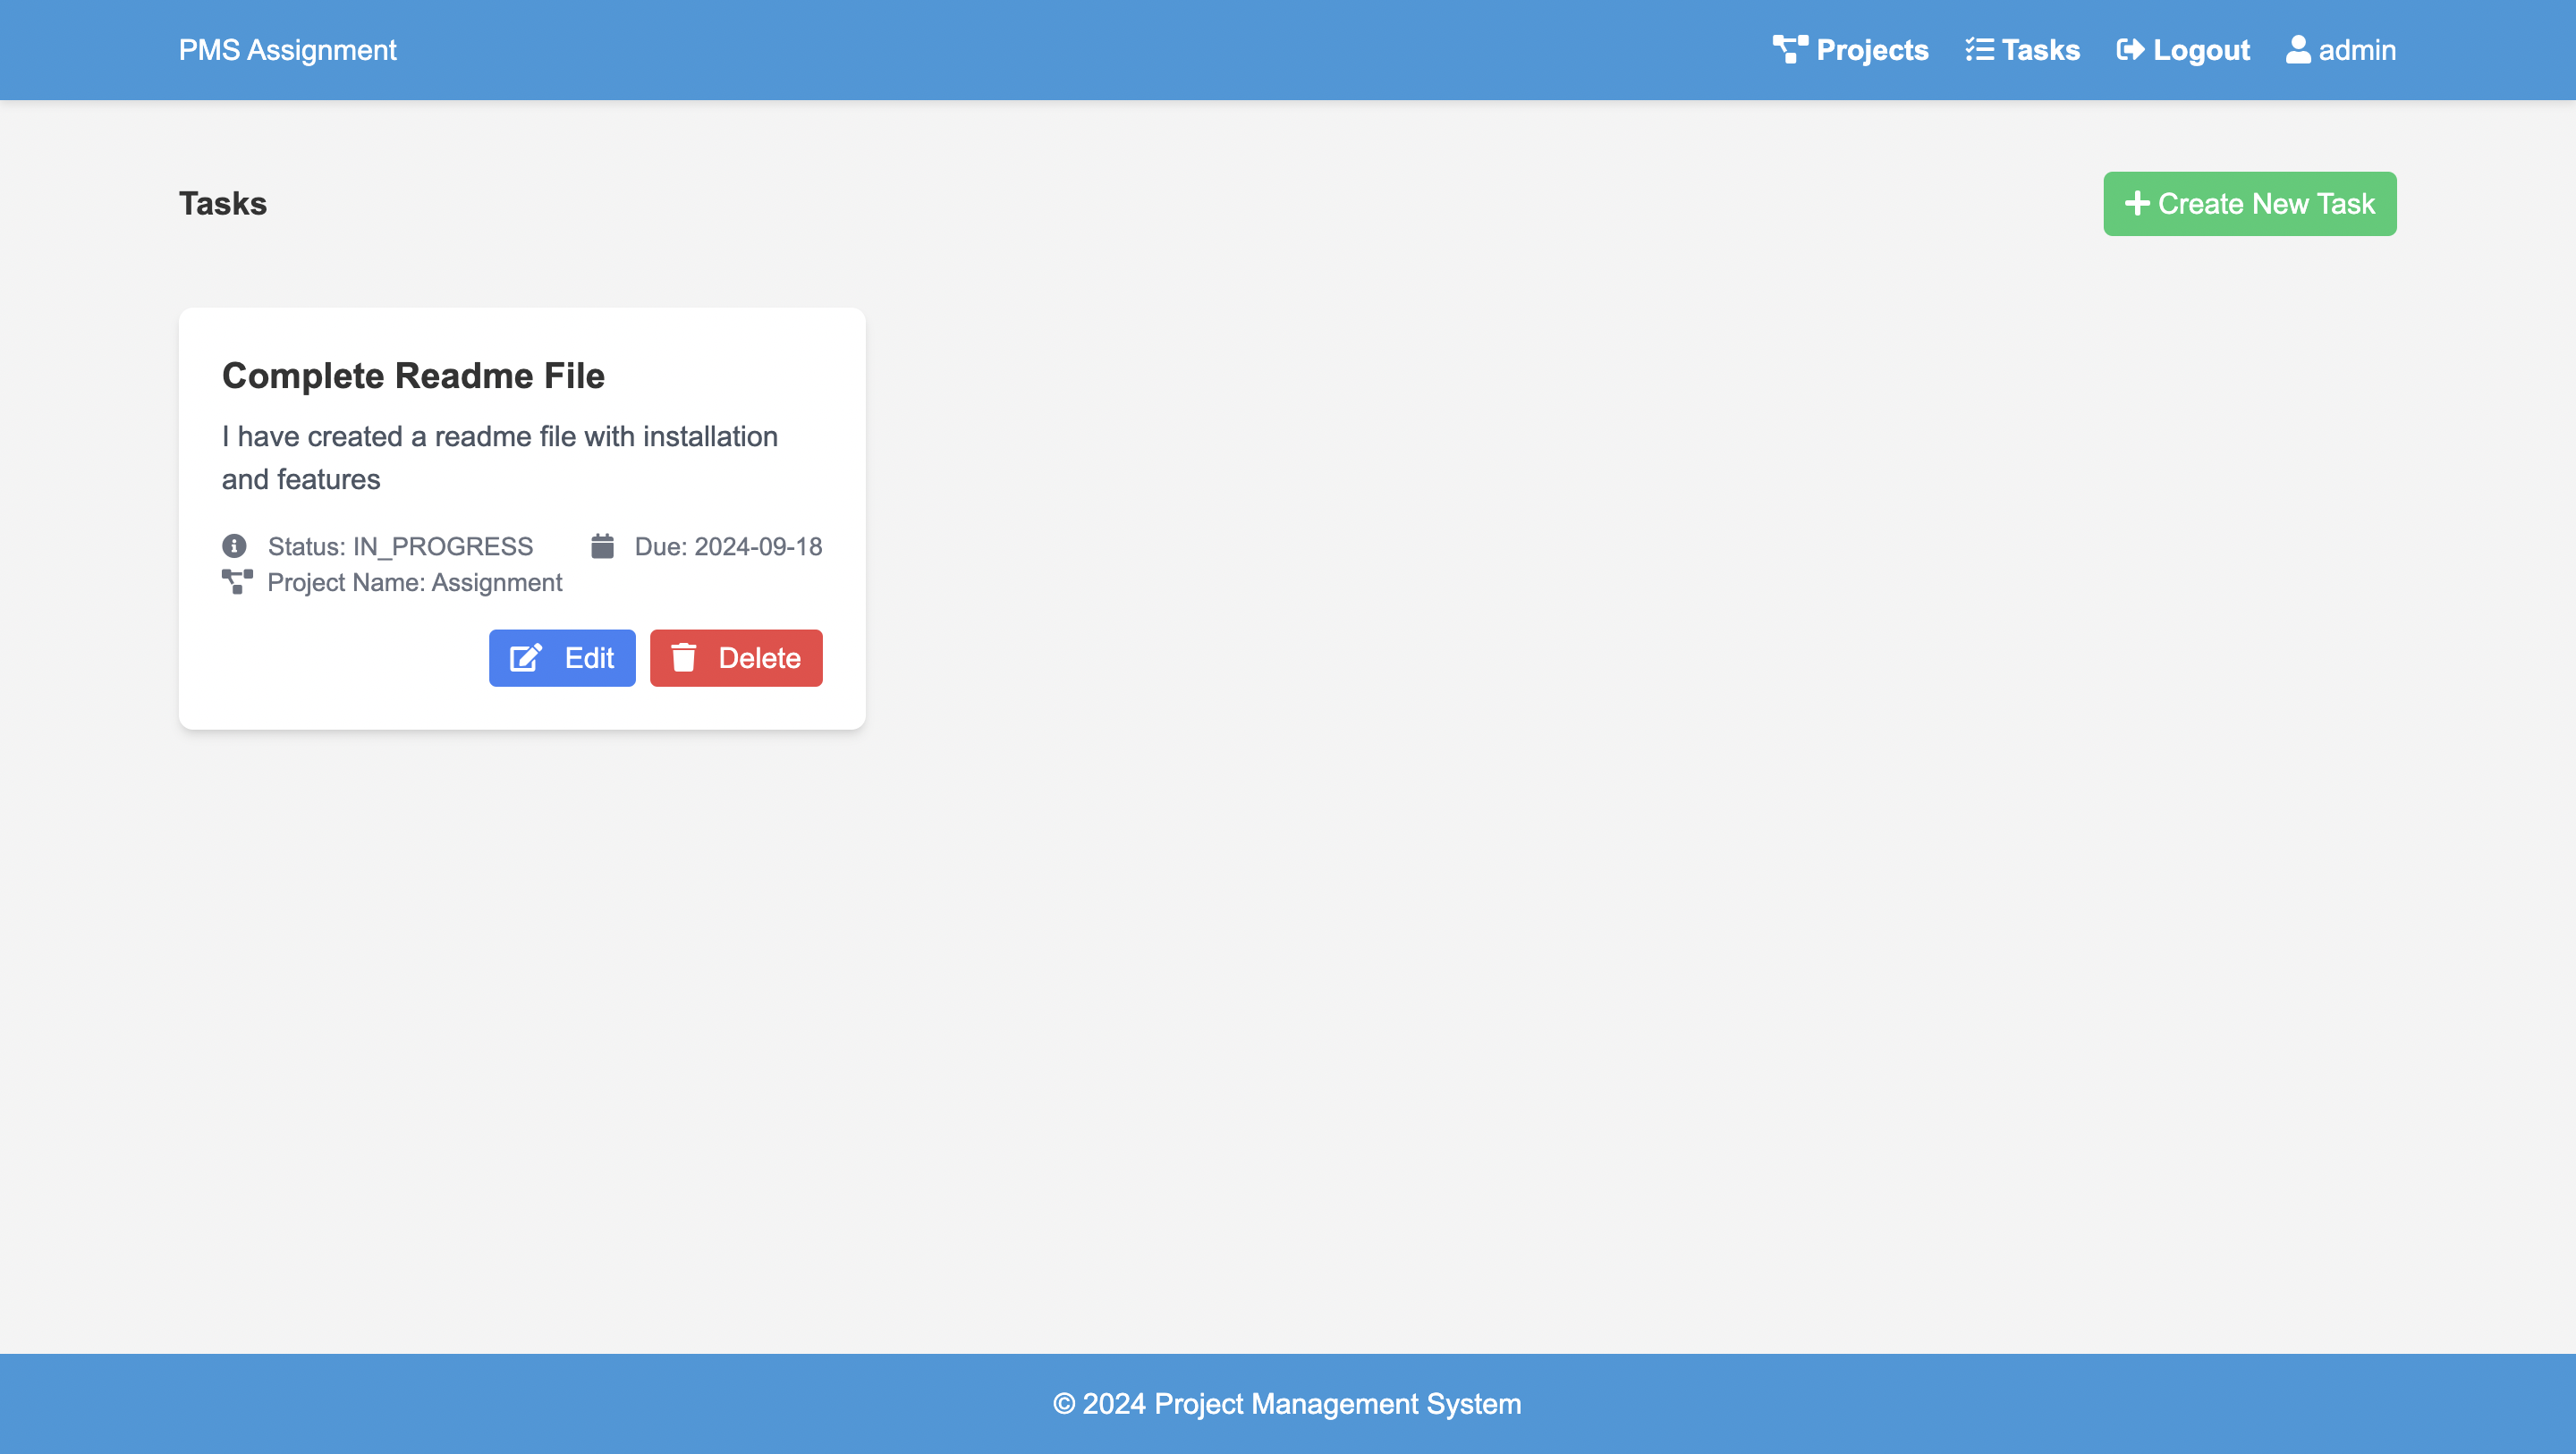 PMS Assignment
Projects Tasks Logout admin
Tasks
Create New Task
Complete Readme File
I have created a readme file with installation
and features
Status: IN_PROGRESS Due: 2024-09-18
Project Name: Assignment
Edit Delete
© 2024 Project Management System